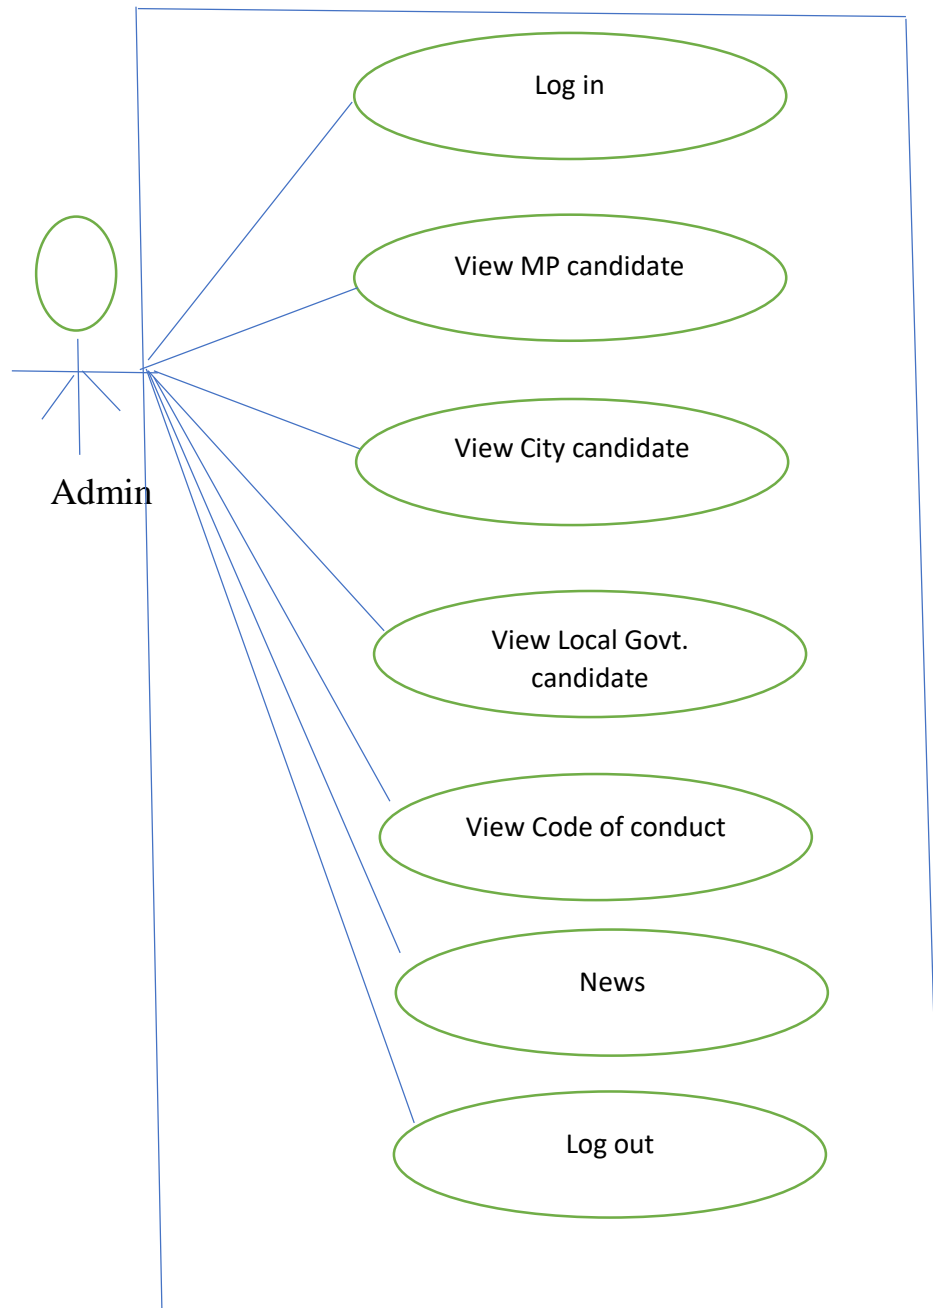 Log in
View MP candidate
View City candidate
Admin
View Local Govt.
candidate
View Code of conduct
News
Log out